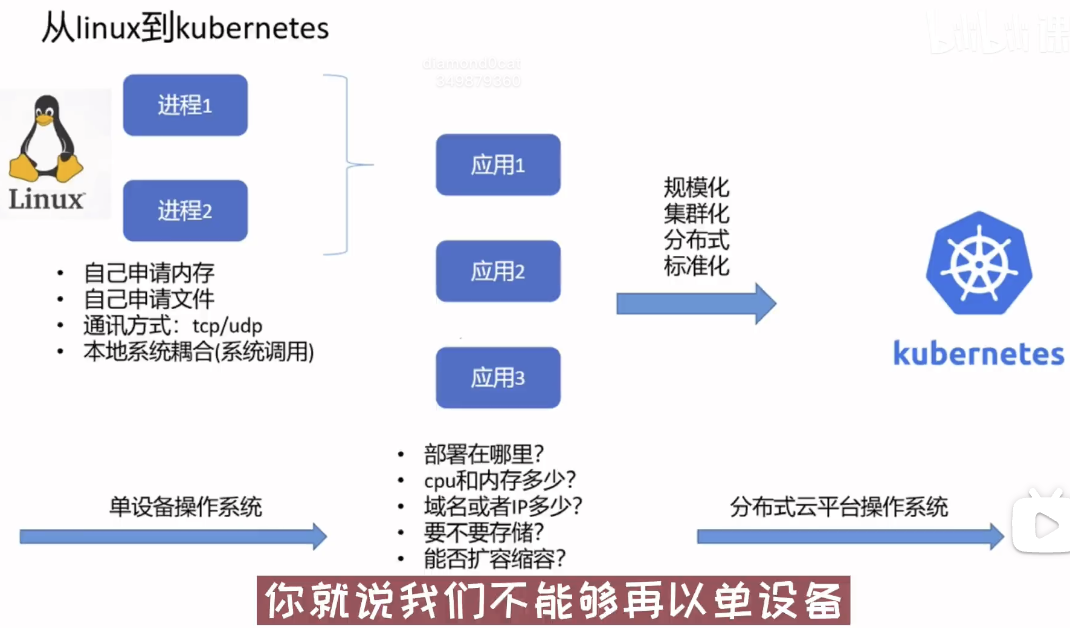 从linux到kubernetes
diamond0cat
349879380
进程1
Linux
进程2
自己申请内存
自己申请文件
通讯方式：tcp/udp
本地系统耦合(系统调用)
应用1
应用2
应用3
规模化
集群化
分布式
标准化
kubernetes
部署在哪里？
cpu和内存多少？
域名或者IP多少？
要不要存储？
能否扩容缩容？
单设备操作系统
分布式云平台操作系统
你就说我们不能够再以单设备